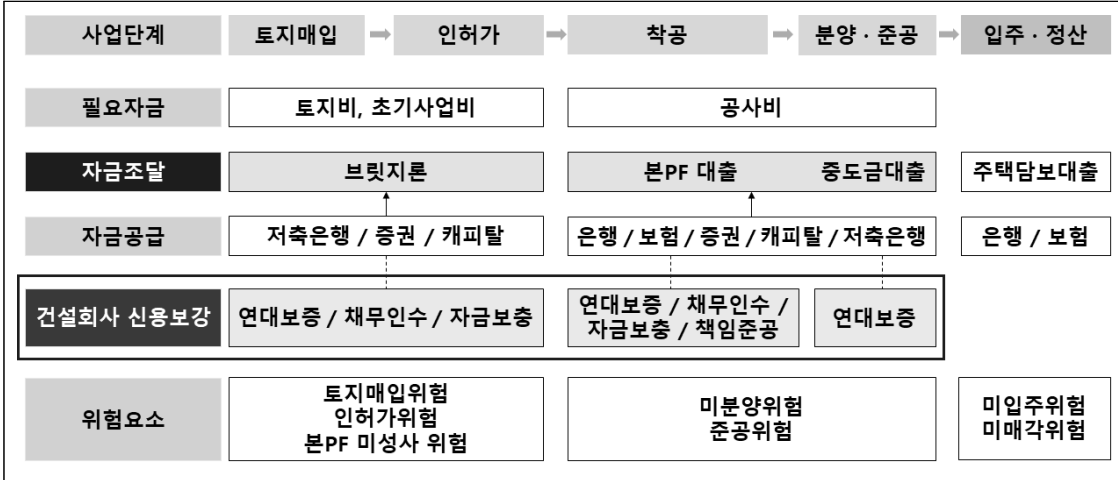 사업단계
토지매입
인허가
착공
분양 · 준공
입주 · 정산
필요자금
토지비, 초기사업비
공사비
자금조달
브릿지론
본PF 대출
중도금대출
주택담보대출
자금공급
저축은행 / 증권 / 캐피탈
은행 / 보험 / 증권 / 캐피탈 / 저축은행
은행 / 보험
건설회사 신용보강
연대보증 / 채무인수 / 자금보충
연대보증 / 채무인수 /
자금보충 / 책임준공
연대보증
위험요소
토지매입위험
인허가위험
본PF 미성사 위험
미분양위험
준공위험
미입주위험
미매각위험